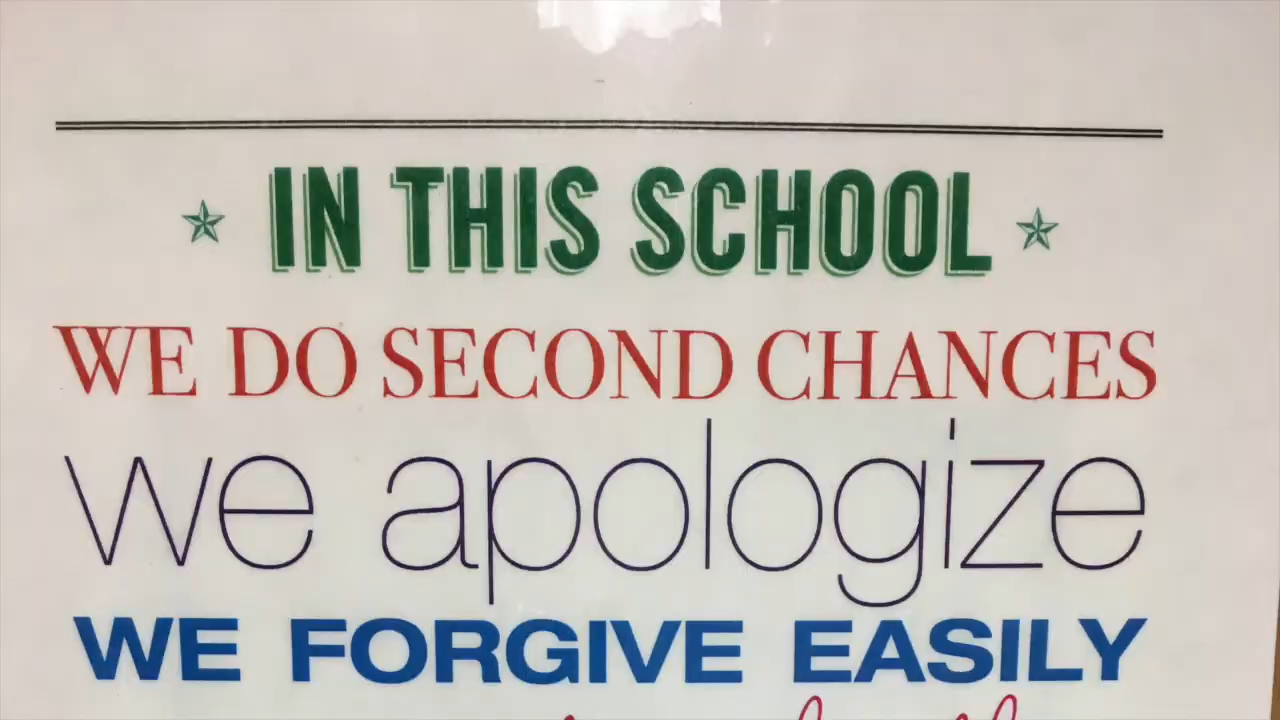 IN THIS SCHOOL
WE DO SECOND CHANCES
we apologize
WE FORGIVE EASILY